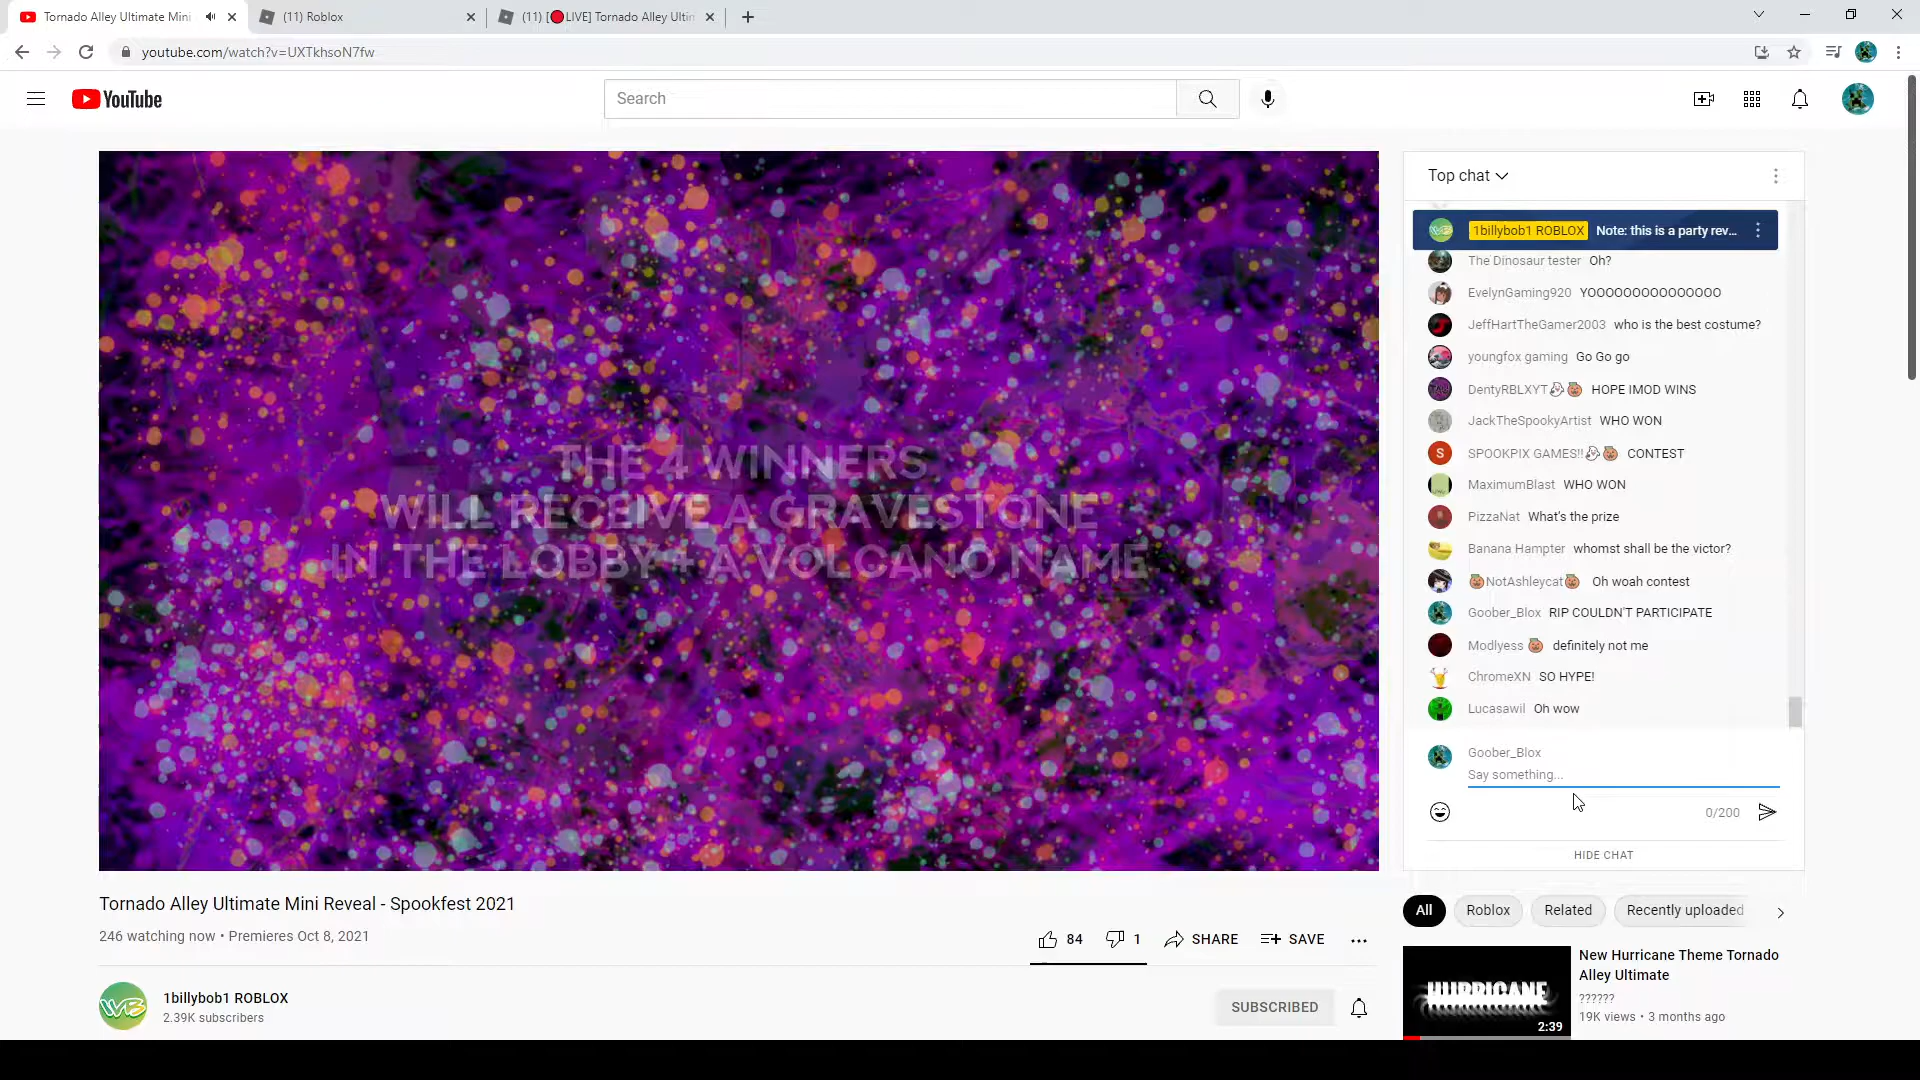 Tornado Alley Ultimate Mini
(11) Roblox
(11) [🔴LIVE] Tornado Alley Ultim
youtube.com/watch?v=UXTkhsoN7fw
YouTube
Search
THE 4 WINNERS
WILL RECEIVE A GRAVESTONE
IN THE LOBBY + A VOLCANO NAME
Top chat
1billybob1 ROBLOX Note: this is a party rev...
The Dinosaur tester Oh?
EvelynGaming920 YOOOOOOOOOOOOOOO
JeffHartTheGamer2003 who is the best costume?
youngfox gaming Go Go go
DentyRBLXYT👻🎃 HOPE IMOD WINS
JackTheSpookyArtist WHO WON
S
SPOOKPIX GAMES!!👻🎃 CONTEST
MaximumBlast WHO WON
PizzaNat What's the prize
Banana Hampter whomst shall be the victor?
🎃NotAshleycat🎃 Oh woah contest
Goober_Blox RIP COULDN'T PARTICIPATE
Modlyess 🎃 definitely not me
ChromeXN SO HYPE!
Lucasawil Oh wow
Goober_Blox
Say something...
0/200
HIDE CHAT
Tornado Alley Ultimate Mini Reveal - Spookfest 2021
246 watching now • Premieres Oct 8, 2021
84
1
SHARE
SAVE
1billybob1 ROBLOX
2.39K subscribers
SUBSCRIBED
All
Roblox
Related
Recently uploaded
HURRICANE
2:39
New Hurricane Theme Tornado
Alley Ultimate
??????
19K views • 3 months ago